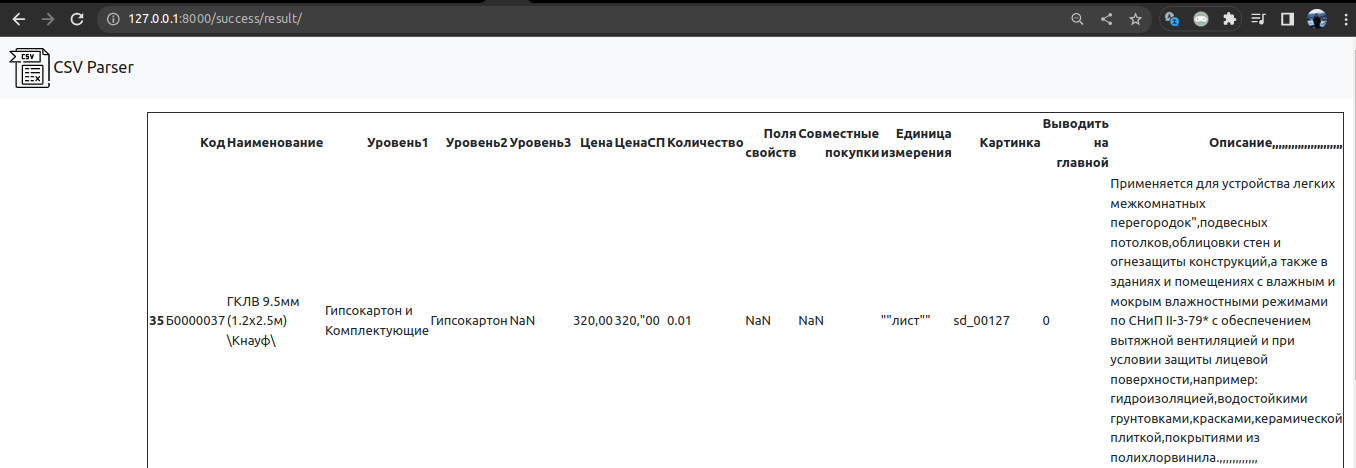 127.0.0.1:8000/success/result/
CSV
CSV Parser
Код Наименование Уровень1 Уровень2 Уровень3 Цена ЦенаСП Количество Поля свойств Совместные покупки Единица измерения Картинка Выводить на главной Описание,,,,,,,,,,,,,,,,,,,,,,
35 Б0000037
ГКЛВ 9.5мм
(1.2х2.5м)
\Кнауф\
Гипсокартон и
Комплектующие
Гипсокартон NaN 320,00 320,"00 0.01 NaN NaN ""лист"" sd_00127 0
Применяется для устройства легких
межкомнатных
перегородок",подвесных
потолков,облицовки стен и
огнезащиты конструкций,а также в
зданиях и помещениях с влажным и
мокрым влажностными режимами
по СНиП II-3-79* с обеспечением
вытяжной вентиляцией и при
условии защиты лицевой
поверхности,например:
гидроизоляцией,водостойкими
грунтовками,красками,керамической
плиткой,покрытиями из
полихлорвинила.,,,,,,,,,,,,